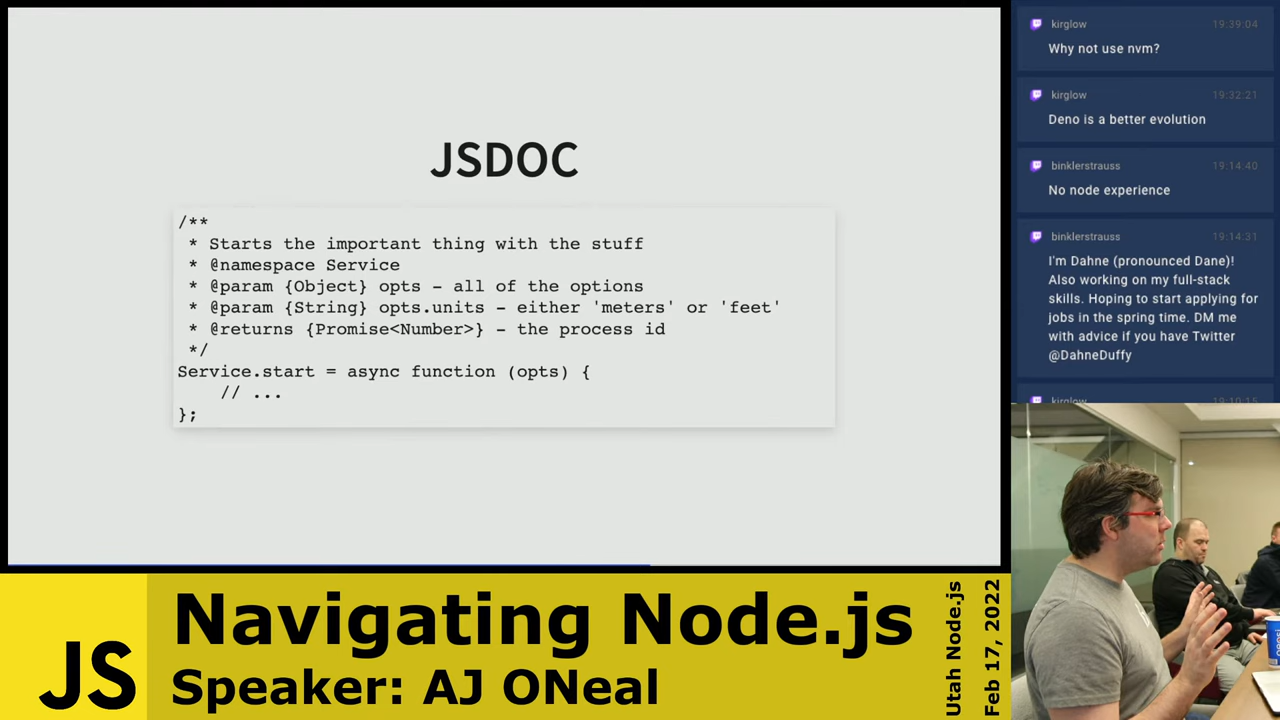 JSDOC
/**
 * Starts the important thing with the stuff
 * @namespace Service
 * @param {Object} opts - all of the options
 * @param {String} opts.units - either 'meters' or 'feet'
 * @returns {Promise<Number>} - the process id
 */
Service.start = async function (opts) {
    // ...
};
kirglow 19:39:04
Why not use nvm?
kirglow 19:32:21
Deno is a better evolution
binklerstrauss 19:14:40
No node experience
binklerstrauss 19:14:31
I'm Dahne (pronounced Dane)!
Also working on my full-stack
skills. Hoping to start applying for
jobs in the spring time. DM me
with advice if you have Twitter
@DahneDuffy
kirglow 19:10:15
JS
Navigating Node.js
Speaker: AJ ONeal
Utah Node.js
Feb 17, 2022